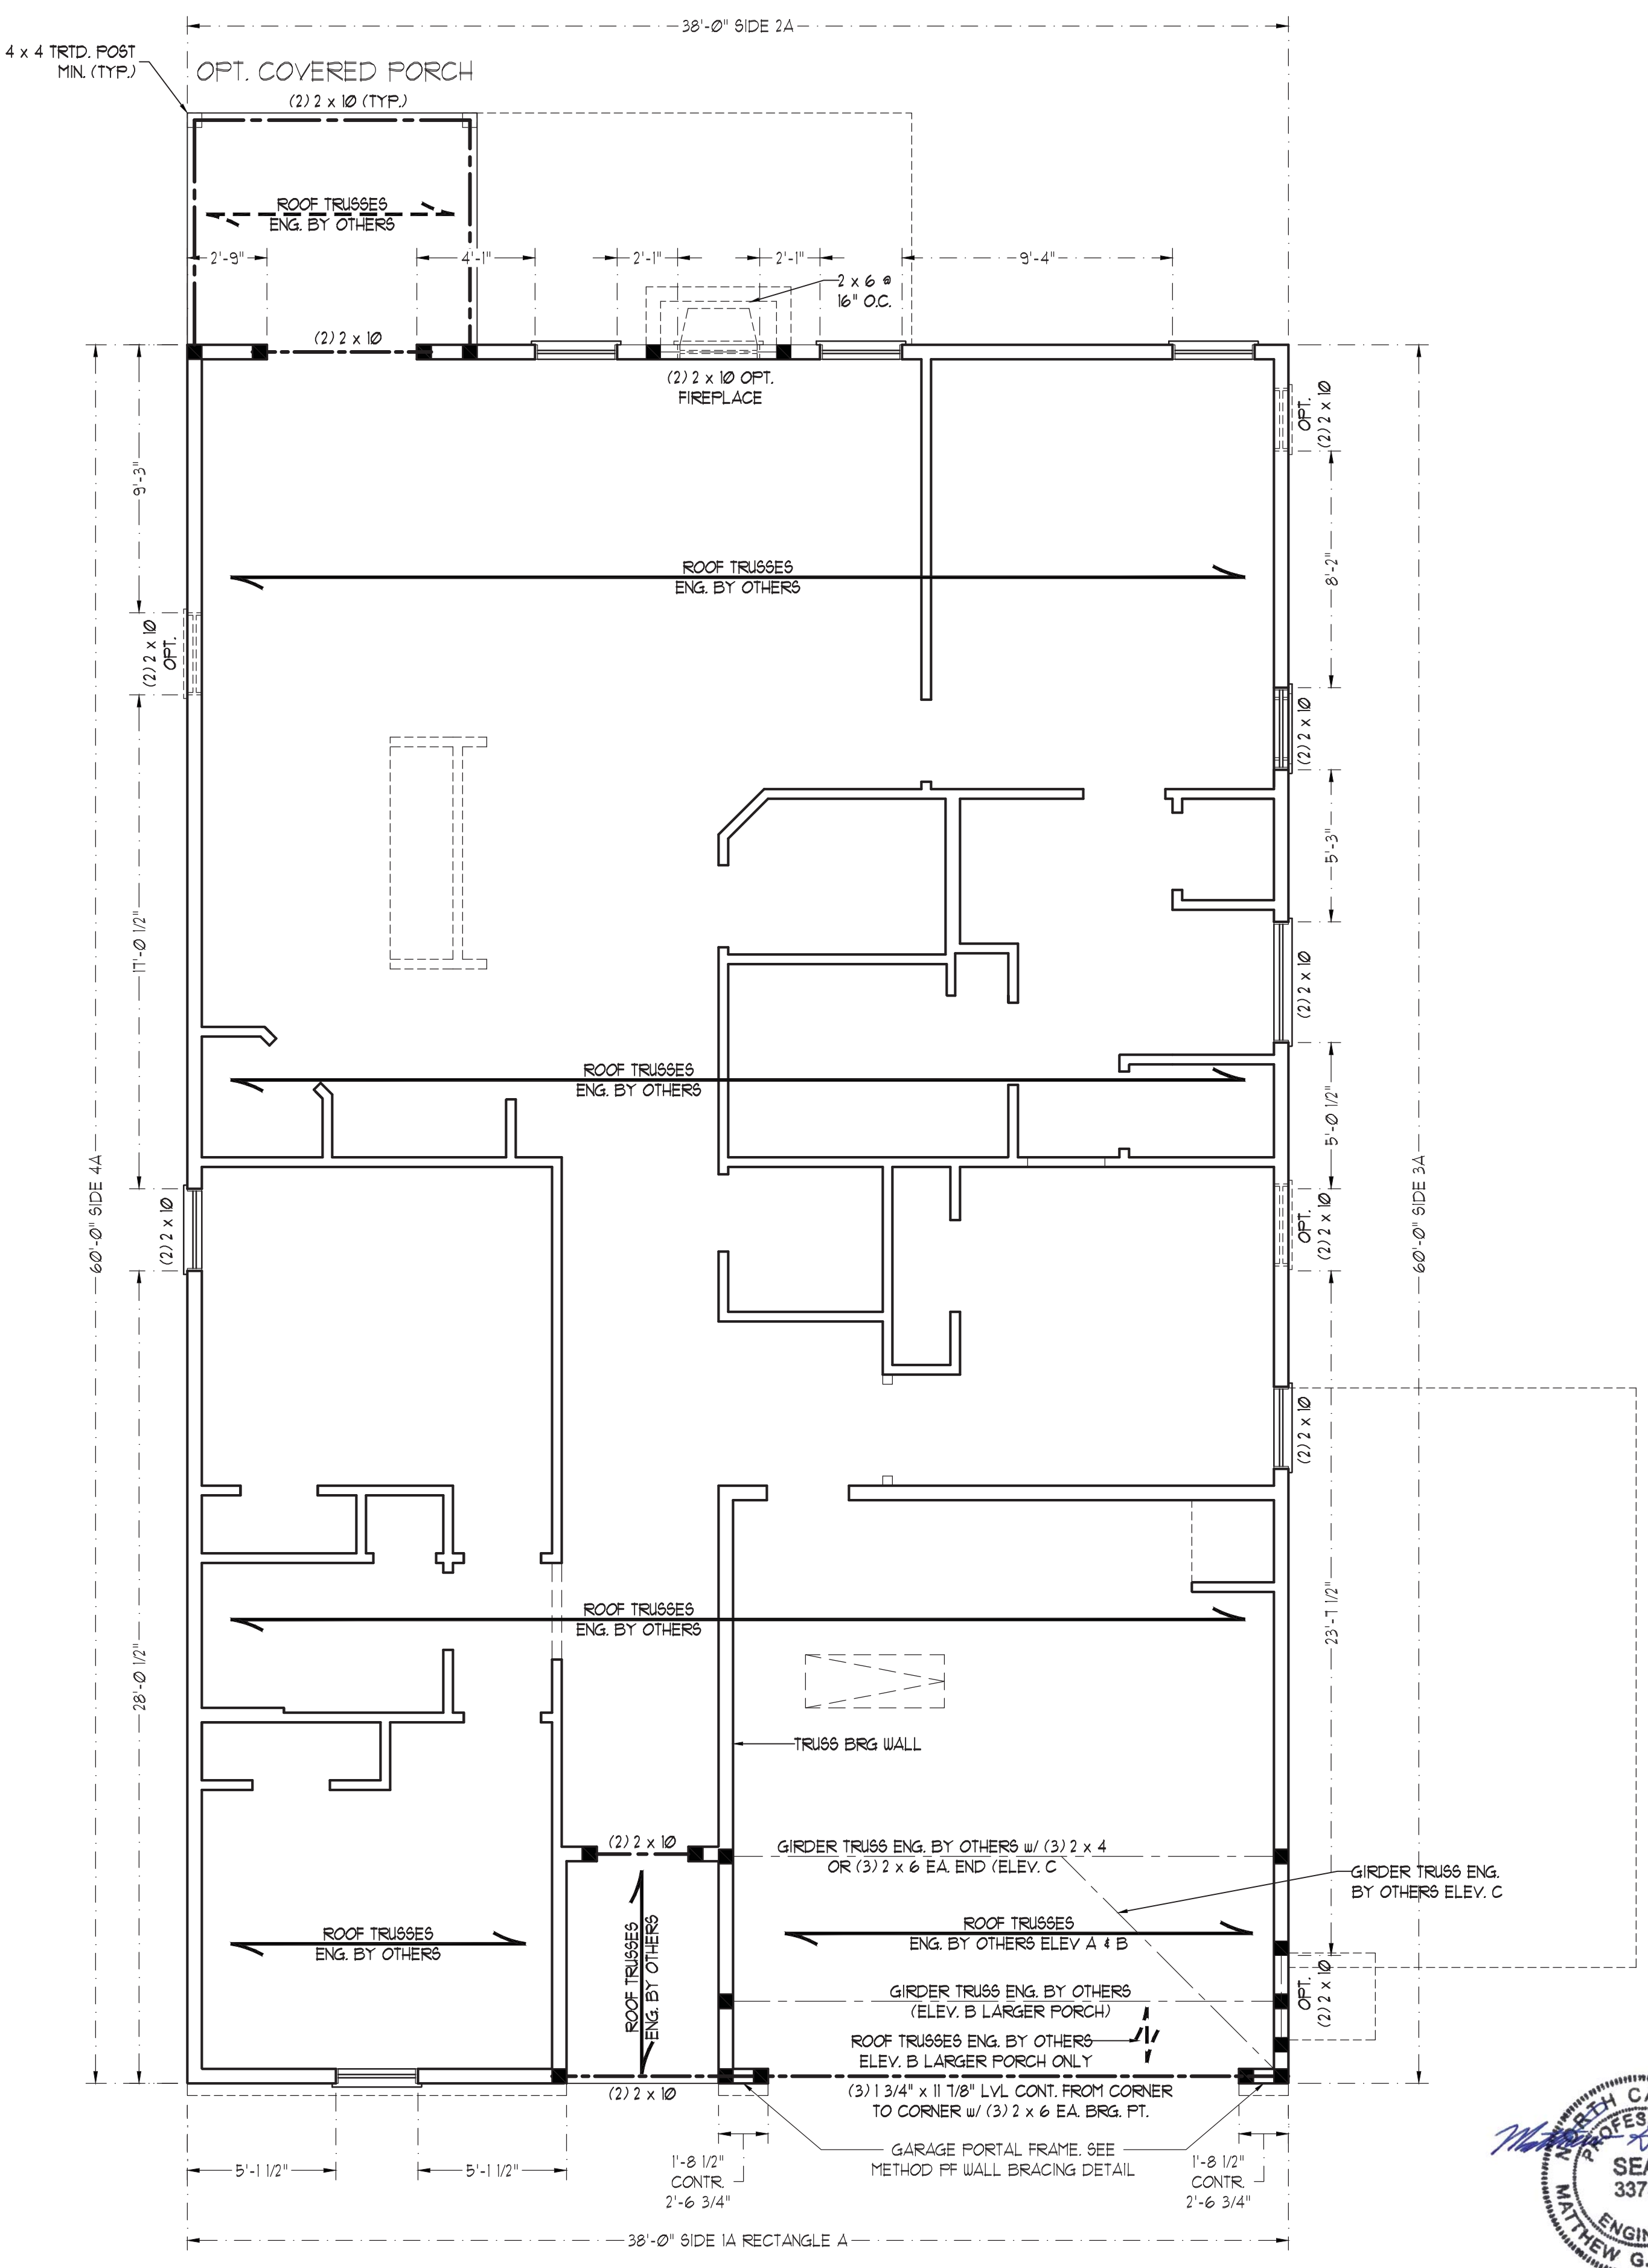 38'-0" SIDE 2A
4 x 4 TRTD. POST
MIN. (TYP.)
OPT. COVERED PORCH
(2) 2 x 10 (TYP.)
ROOF TRUSSES
ENG. BY OTHERS
2'-9"
4'-1"
2'-1"
2'-1"
9'-4"
2 x 6 @
16" O.C.
(2) 2 x 10
(2) 2 x 10 OPT.
FIREPLACE
OPT.
(2) 2 x 10
9'-3"
8'-2"
ROOF TRUSSES
ENG. BY OTHERS
(2) 2 x 10
OPT.
(2) 2 x 10
5'-3"
17'-0 1/2"
(2) 2 x 10
ROOF TRUSSES
ENG. BY OTHERS
5'-0 1/2"
60'-0" SIDE 4A
(2) 2 x 10
OPT.
(2) 2 x 10
60'-0" SIDE 3A
(2) 2 x 10
ROOF TRUSSES
ENG. BY OTHERS
28'-0 1/2"
23'-7 1/2"
TRUSS BRG WALL
(2) 2 x 10
GIRDER TRUSS ENG. BY OTHERS w/ (3) 2 x 4
OR (3) 2 x 6 EA. END (ELEV. C
GIRDER TRUSS ENG.
BY OTHERS ELEV. C
ROOF TRUSSES
ENG. BY OTHERS
ROOF TRUSSES
ENG. BY OTHERS
ROOF TRUSSES
ENG. BY OTHERS ELEV A & B
GIRDER TRUSS ENG. BY OTHERS
(ELEV. B LARGER PORCH)
OPT.
(2) 2 x 10
ROOF TRUSSES ENG. BY OTHERS
ELEV. B LARGER PORCH ONLY
(2) 2 x 10
(3) 1 3/4" x 11 7/8" LVL CONT. FROM CORNER
TO CORNER w/ (3) 2 x 6 EA. BRG. PT.
GARAGE PORTAL FRAME. SEE
METHOD PF WALL BRACING DETAIL
5'-1 1/2"
5'-1 1/2"
1'-8 1/2"
CONTR.
2'-6 3/4"
1'-8 1/2"
CONTR.
2'-6 3/4"
38'-0" SIDE 1A RECTANGLE A
NORTH CA
PROFES
SEA
337
ENGIN
MATTHEW G